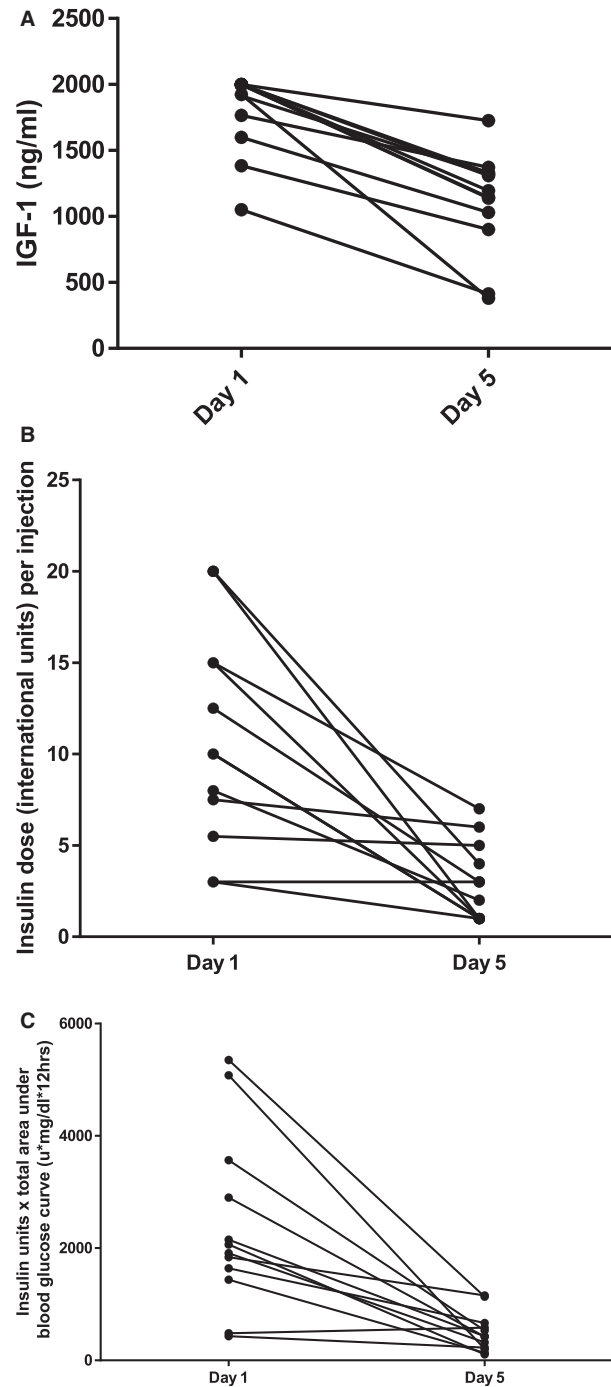 A
2500
2000
1500
1000
500
0
IGF-1 (ng/ml)
Day 1
Day 5
B
25
20
15
10
5
0
Insulin dose (international units) per injection
Day 1
Day 5
C
6000
4000
2000
0
Insulin units x total area under
blood glucose curve (u*mg/dl*12hrs)
Day 1
Day 5